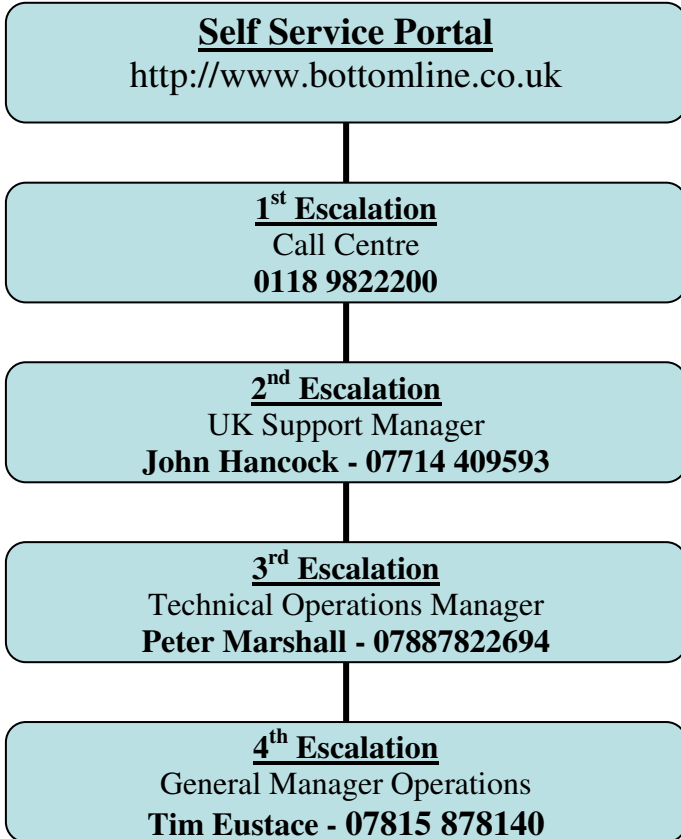 Self Service Portal
http://www.bottomline.co.uk
1st Escalation
Call Centre
0118 9822200
2nd Escalation
UK Support Manager
John Hancock - 07714 409593
3rd Escalation
Technical Operations Manager
Peter Marshall - 07887822694
4th Escalation
General Manager Operations
Tim Eustace - 07815 878140